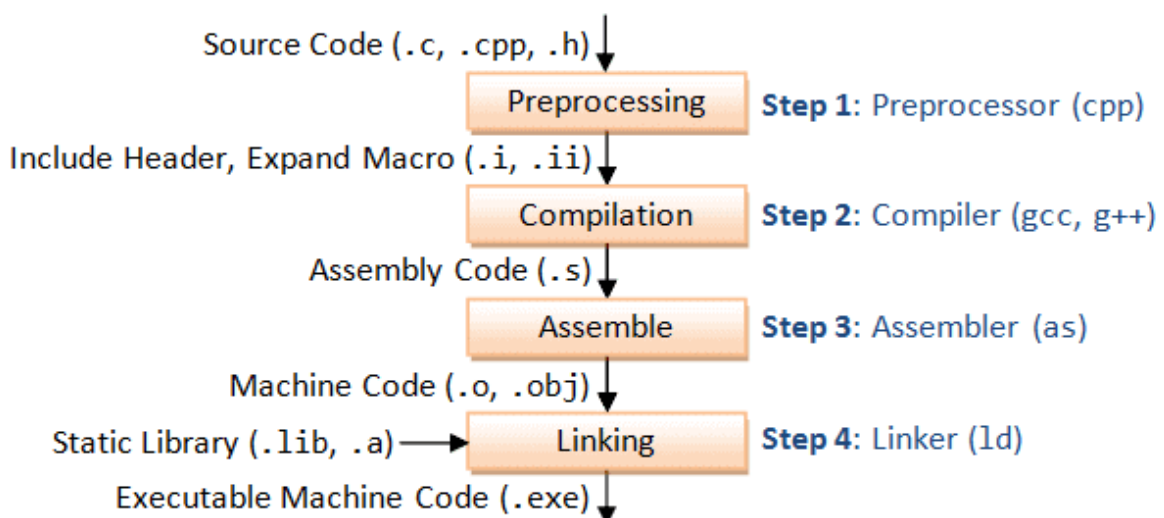 Source Code (.c, .cpp, .h)
Preprocessing
Step 1: Preprocessor (cpp)
Include Header, Expand Macro (.i, .ii)
Compilation
Step 2: Compiler (gcc, g++)
Assembly Code (.s)
Assemble
Step 3: Assembler (as)
Machine Code (.o, .obj)
Static Library (.lib, .a)
Linking
Step 4: Linker (ld)
Executable Machine Code (.exe)